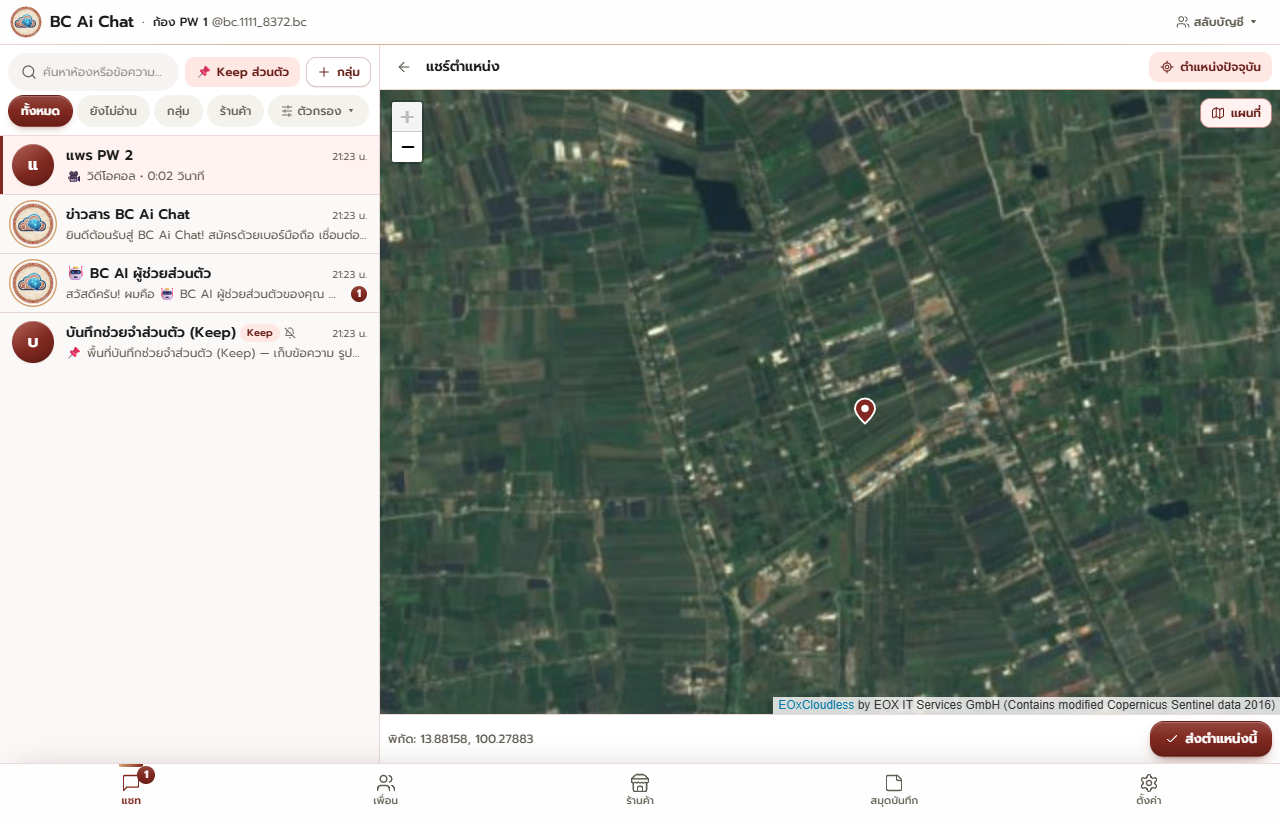 BC Ai Chat · ก้อง PW 1 @bc.1111_8372.bc
สลับบัญชี
ค้นหาห้องหรือข้อความ...
📌 Keep ส่วนตัว
+ กลุ่ม
ทั้งหมด
ยังไม่อ่าน
กลุ่ม
ร้านค้า
ตัวกรอง
แ
แพร PW 2
21:23 น.
วิดีโอคอล • 0:02 วินาที
ข่าวสาร BC Ai Chat
21:23 น.
ยินดีต้อนรับสู่ BC Ai Chat! สมัครด้วยเบอร์มือถือ เชื่อมต่อ...
🤖 BC AI ผู้ช่วยส่วนตัว
21:23 น.
สวัสดีครับ! ผมคือ 🤖 BC AI ผู้ช่วยส่วนตัวของคุณ ...
1
บ
บันทึกช่วยจำส่วนตัว (Keep)
Keep
21:23 น.
📌 พื้นที่บันทึกช่วยจำส่วนตัว (Keep) — เก็บข้อความ รูป...
แชร์ตำแหน่ง
ตำแหน่งปัจจุบัน
+
−
แผนที่
EOxCloudless by EOX IT Services GmbH (Contains modified Copernicus Sentinel data 2016)
พิกัด: 13.88158, 100.27883
ส่งตำแหน่งนี้
1
แชท
เพื่อน
ร้านค้า
สมุดบันทึก
ตั้งค่า